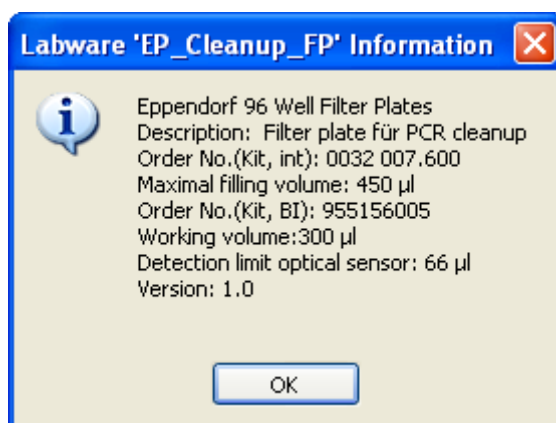 Labware 'EP_Cleanup_FP' Information
Eppendorf 96 Well Filter Plates
Description:  Filter plate für PCR cleanup
Order No.(Kit, int): 0032 007.600
Maximal filling volume: 450 µl
Order No.(Kit, BI): 955156005
Working volume:300 µl
Detection limit optical sensor: 66 µl
Version: 1.0
OK